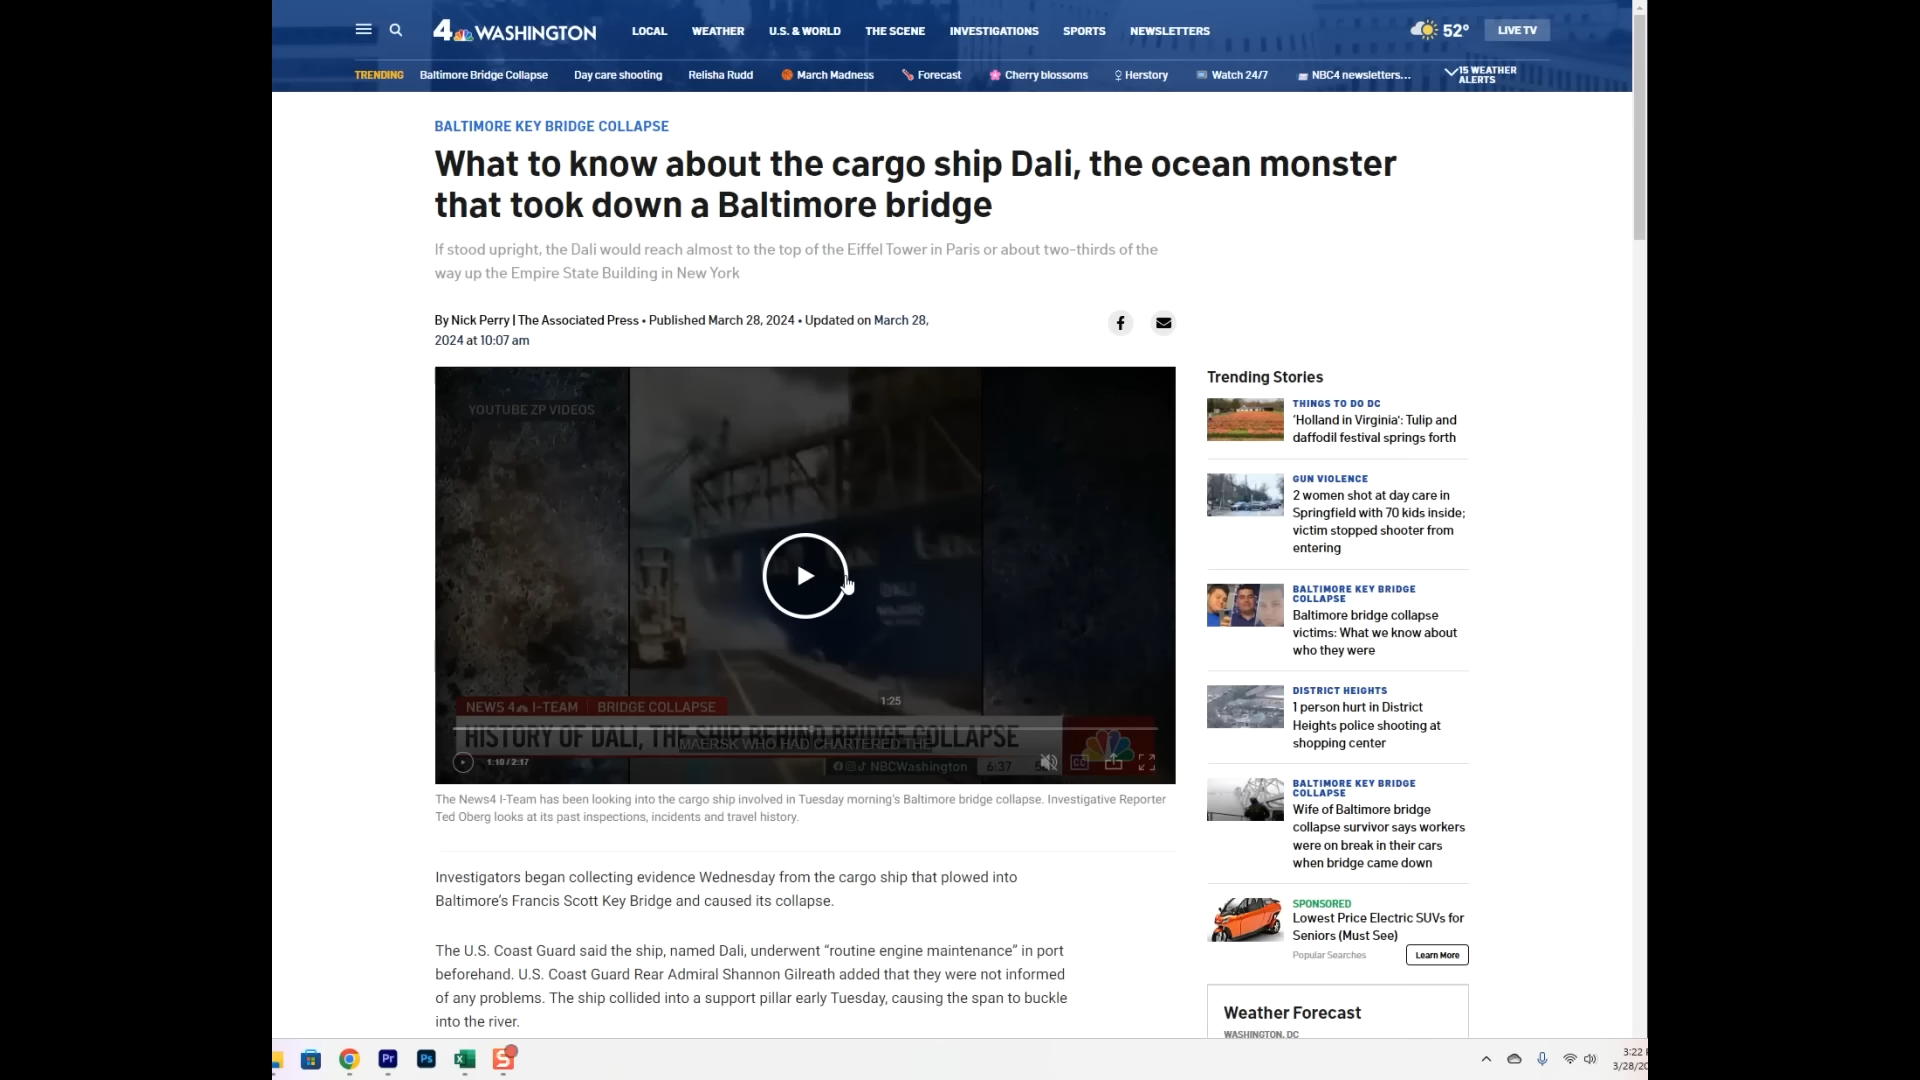 4 WASHINGTON
LOCAL
WEATHER
U.S. & WORLD
THE SCENE
INVESTIGATIONS
SPORTS
NEWSLETTERS
52°
LIVE TV
TRENDING
Baltimore Bridge Collapse
Day care shooting
Relisha Rudd
March Madness
Forecast
Cherry blossoms
Herstory
Watch 24/7
NBC4 newsletters...
15 WEATHER
ALERTS
BALTIMORE KEY BRIDGE COLLAPSE
What to know about the cargo ship Dali, the ocean monster
that took down a Baltimore bridge
If stood upright, the Dali would reach almost to the top of the Eiffel Tower in Paris or about two-thirds of the
way up the Empire State Building in New York
By Nick Perry | The Associated Press • Published March 28, 2024 • Updated on March 28,
2024 at 10:07 am
YOUTUBE ZP VIDEOS
1:25
NEWS 4 I-TEAM BRIDGE COLLAPSE
HISTORY OF DALI, THE SHIP BEHIND BRIDGE COLLAPSE
MAERSK WHO HAD CHARTERED THE
1:10 / 2:17
NBCWashington 6:37
CC
The News4 I-Team has been looking into the cargo ship involved in Tuesday morning's Baltimore bridge collapse. Investigative Reporter
Ted Oberg looks at its past inspections, incidents and travel history.
Investigators began collecting evidence Wednesday from the cargo ship that plowed into
Baltimore's Francis Scott Key Bridge and caused its collapse.
The U.S. Coast Guard said the ship, named Dali, underwent “routine engine maintenance” in port
beforehand. U.S. Coast Guard Rear Admiral Shannon Gilreath added that they were not informed
of any problems. The ship collided into a support pillar early Tuesday, causing the span to buckle
into the river.
Trending Stories
THINGS TO DO DC
‘Holland in Virginia’: Tulip and
daffodil festival springs forth
GUN VIOLENCE
2 women shot at day care in
Springfield with 70 kids inside;
victim stopped shooter from
entering
BALTIMORE KEY BRIDGE
COLLAPSE
Baltimore bridge collapse
victims: What we know about
who they were
DISTRICT HEIGHTS
1 person hurt in District
Heights police shooting at
shopping center
BALTIMORE KEY BRIDGE
COLLAPSE
Wife of Baltimore bridge
collapse survivor says workers
were on break in their cars
when bridge came down
SPONSORED
Lowest Price Electric SUVs for
Seniors (Must See)
Popular Searches
Learn More
Weather Forecast
WASHINGTON, DC
Pr
Ps
3:22
3/28/20